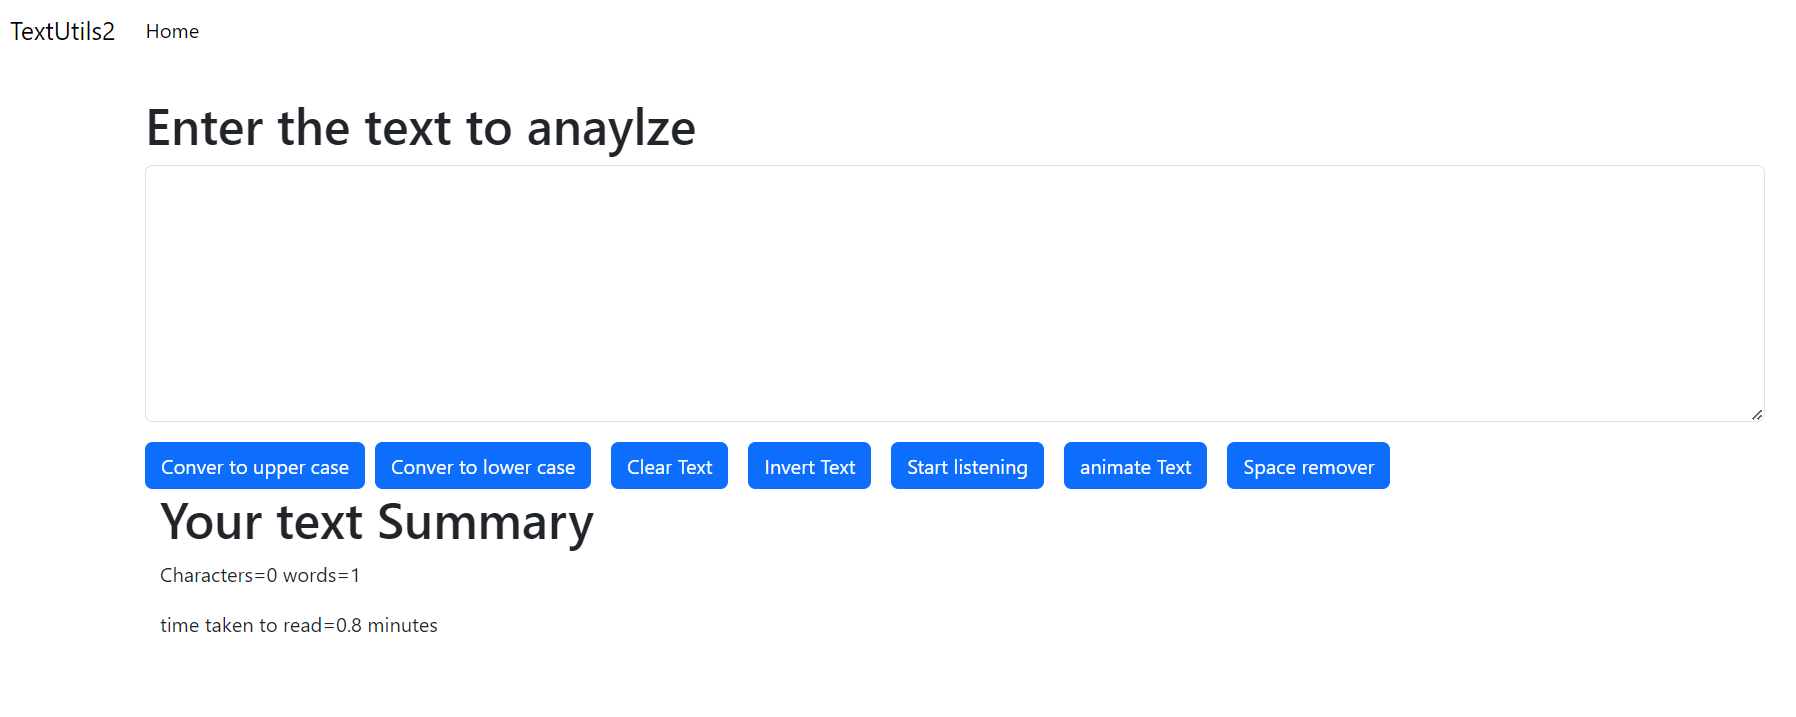 TextUtils2 Home
Enter the text to anaylze
Conver to upper case Conver to lower case Clear Text Invert Text Start listening animate Text Space remover
Your text Summary
Characters=0 words=1
time taken to read=0.8 minutes